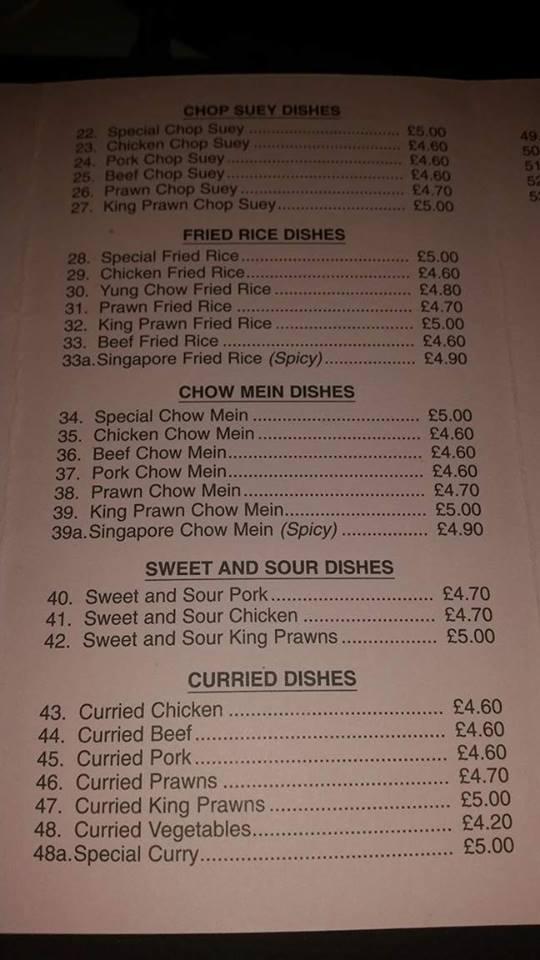 CHOP SUEY DISHES
22. Special Chop Suey ................................ £5.00
23. Chicken Chop Suey ............................... £4.60
24. Pork Chop Suey .................................... £4.60
25. Beef Chop Suey .................................... £4.60
26. Prawn Chop Suey .................................. £4.70
27. King Prawn Chop Suey .......................... £5.00
FRIED RICE DISHES
28. Special Fried Rice ................................. £5.00
29. Chicken Fried Rice ................................ £4.60
30. Yung Chow Fried Rice ........................... £4.80
31. Prawn Fried Rice ................................... £4.70
32. King Prawn Fried Rice ........................... £5.00
33. Beef Fried Rice ..................................... £4.60
33a. Singapore Fried Rice (Spicy) .................. £4.90
CHOW MEIN DISHES
34. Special Chow Mein ................................ £5.00
35. Chicken Chow Mein ............................... £4.60
36. Beef Chow Mein .................................... £4.60
37. Pork Chow Mein .................................... £4.60
38. Prawn Chow Mein .................................. £4.70
39. King Prawn Chow Mein .......................... £5.00
39a. Singapore Chow Mein (Spicy) ................. £4.90
SWEET AND SOUR DISHES
40. Sweet and Sour Pork ............................. £4.70
41. Sweet and Sour Chicken ........................ £4.70
42. Sweet and Sour King Prawns .................. £5.00
CURRIED DISHES
43. Curried Chicken .................................... £4.60
44. Curried Beef ......................................... £4.60
45. Curried Pork ......................................... £4.60
46. Curried Prawns ..................................... £4.70
47. Curried King Prawns .............................. £5.00
48. Curried Vegetables ................................ £4.20
48a. Special Curry ....................................... £5.00
49.
50
51
52